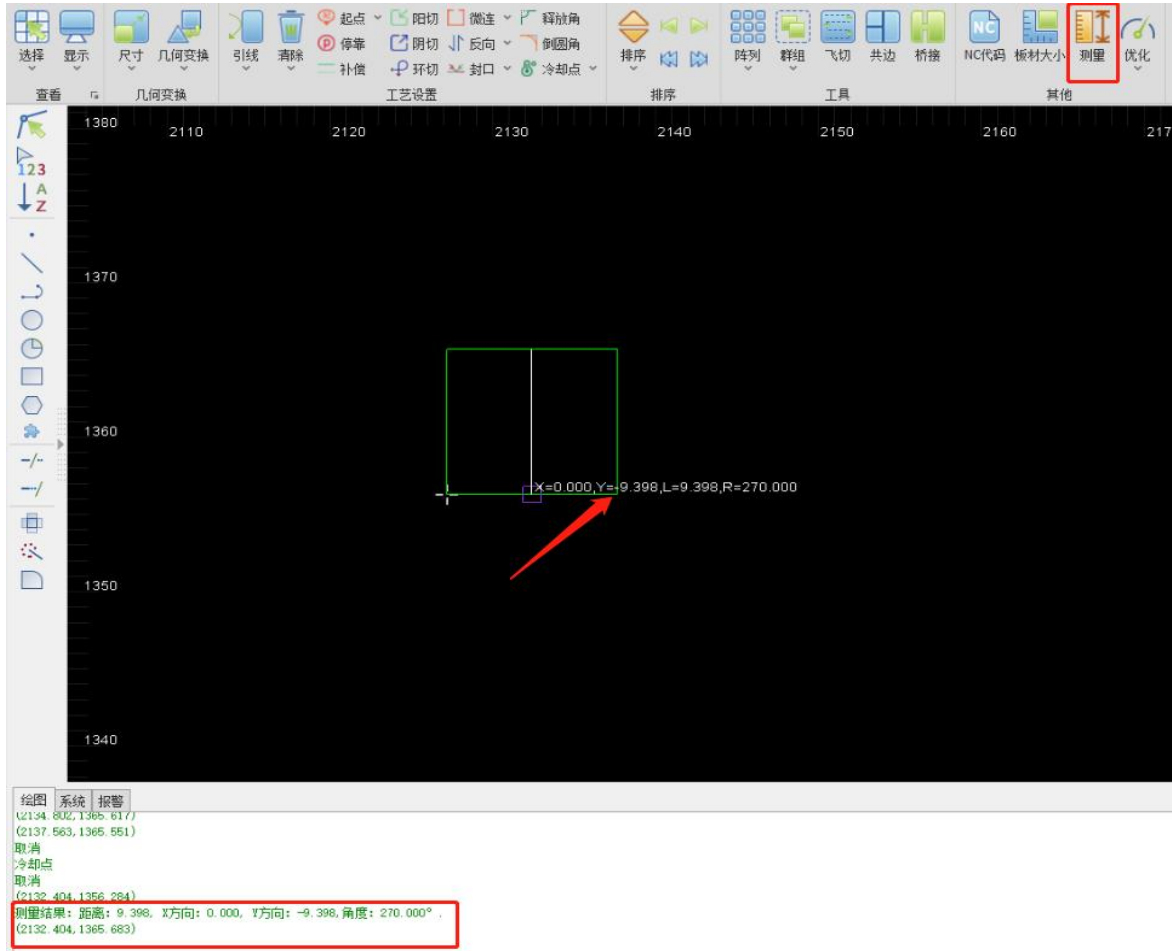 起点 阳切 微连 释放角
选择 显示 尺寸 几何变换 引线 清除 停靠 阴切 反向 倒圆角 排序 阵列 群组 飞切 共边 桥接 NC NC代码 板材大小 测量 优化
补偿 环切 封口 冷却点
查看 几何变换 工艺设置 排序 工具 其他
1380 2110 2120 2130 2140 2150 2160 217
123
A
Z
1370
1360
X=0.000,Y=-9.398,L=9.398,R=270.000
1350
1340
绘图 系统 报警
(2134.802,1365.617)
(2137.563,1365.551)
取消
冷却点
取消
(2132.404,1356.284)
测量结果: 距离: 9.398, X方向: 0.000, Y方向: -9.398,角度: 270.000° .
(2132.404,1365.683)